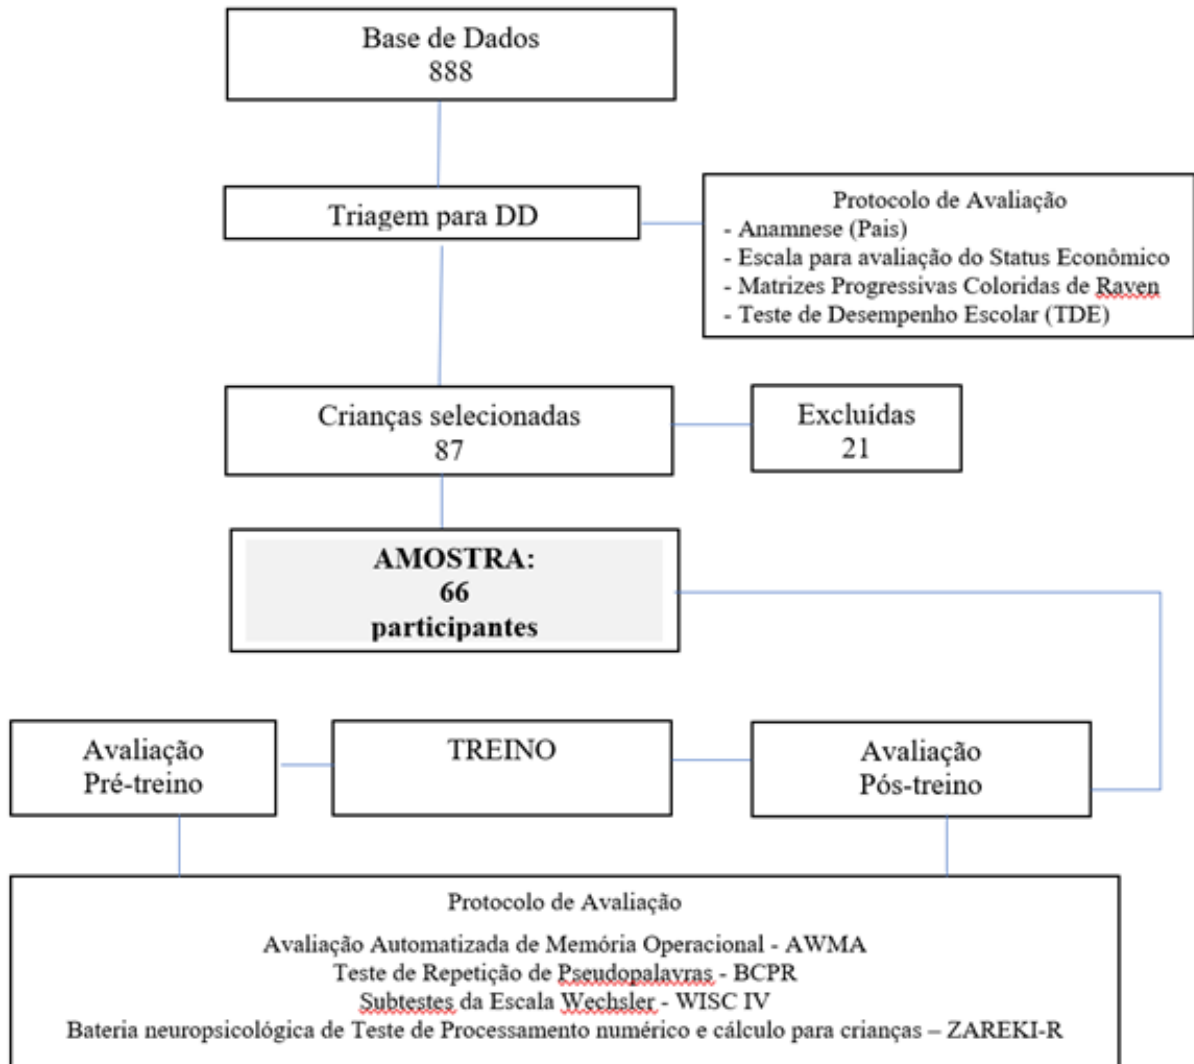 Base de Dados
888
Triagem para DD
Protocolo de Avaliação
- Anamnese (Pais)
- Escala para avaliação do Status Econômico
- Matrizes Progressivas Coloridas de Raven
- Teste de Desempenho Escolar (TDE)
Crianças selecionadas
87
Excluídas
21
AMOSTRA:
66
participantes
Avaliação
Pré-treino
TREINO
Avaliação
Pós-treino
Protocolo de Avaliação
Avaliação Automatizada de Memória Operacional - AWMA
Teste de Repetição de Pseudopalavras - BCPR
Subtestes da Escala Wechsler - WISC IV
Bateria neuropsicológica de Teste de Processamento numérico e cálculo para crianças – ZAREKI-R